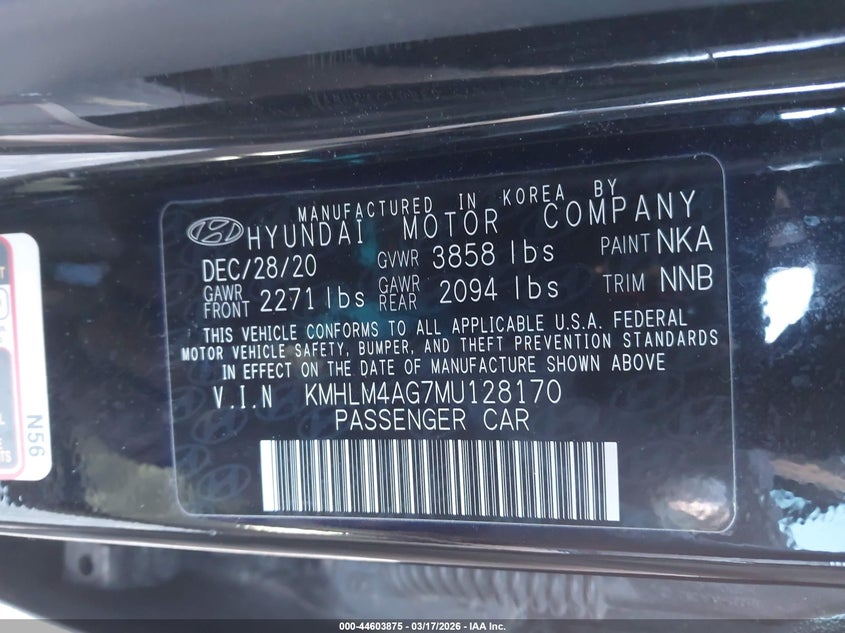 MANUFACTURED IN KOREA BY
HYUNDAI MOTOR COMPANY
DEC/28/20 GVWR 3858 lbs PAINT NKA
GAWR FRONT 2271 lbs GAWR REAR 2094 lbs TRIM NNB
THIS VEHICLE CONFORMS TO ALL APPLICABLE U.S.A. FEDERAL
MOTOR VEHICLE SAFETY, BUMPER, AND THEFT PREVENTION STANDARDS
IN EFFECT ON THE DATE OF MANUFACTURE SHOWN ABOVE
V.I.N KMHLM4AG7MU128170
PASSENGER CAR
N56
000-44603875 - 03/17/2026 - IAA Inc.